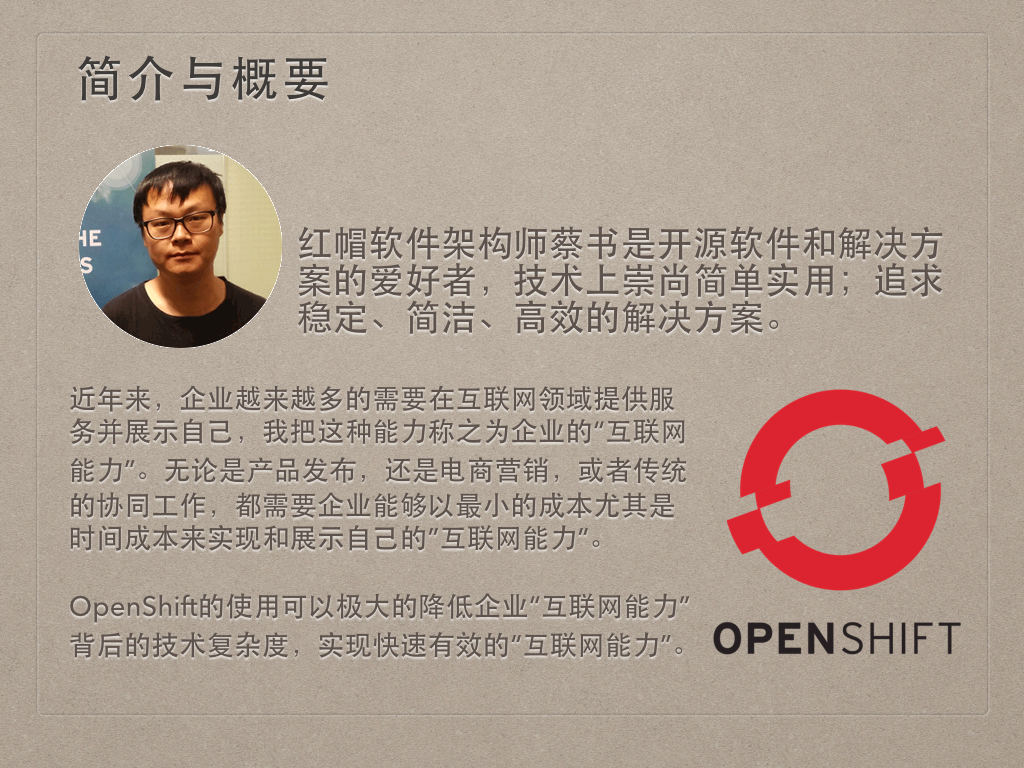 简介与概要
HE
S
红帽软件架构师蔡书是开源软件和解决方
案的爱好者，技术上崇尚简单实用；追求
稳定、简洁、高效的解决方案。
近年来，企业越来越多的需要在互联网领域提供服
务并展示自己，我把这种能力称之为企业的"互联网
能力"。无论是产品发布，还是电商营销，或者传统
的协同工作，都需要企业能够以最小的成本尤其是
时间成本来实现和展示自己的"互联网能力"。
OpenShift的使用可以极大的降低企业"互联网能力"
背后的技术复杂度，实现快速有效的"互联网能力"。
OPENSHIFT